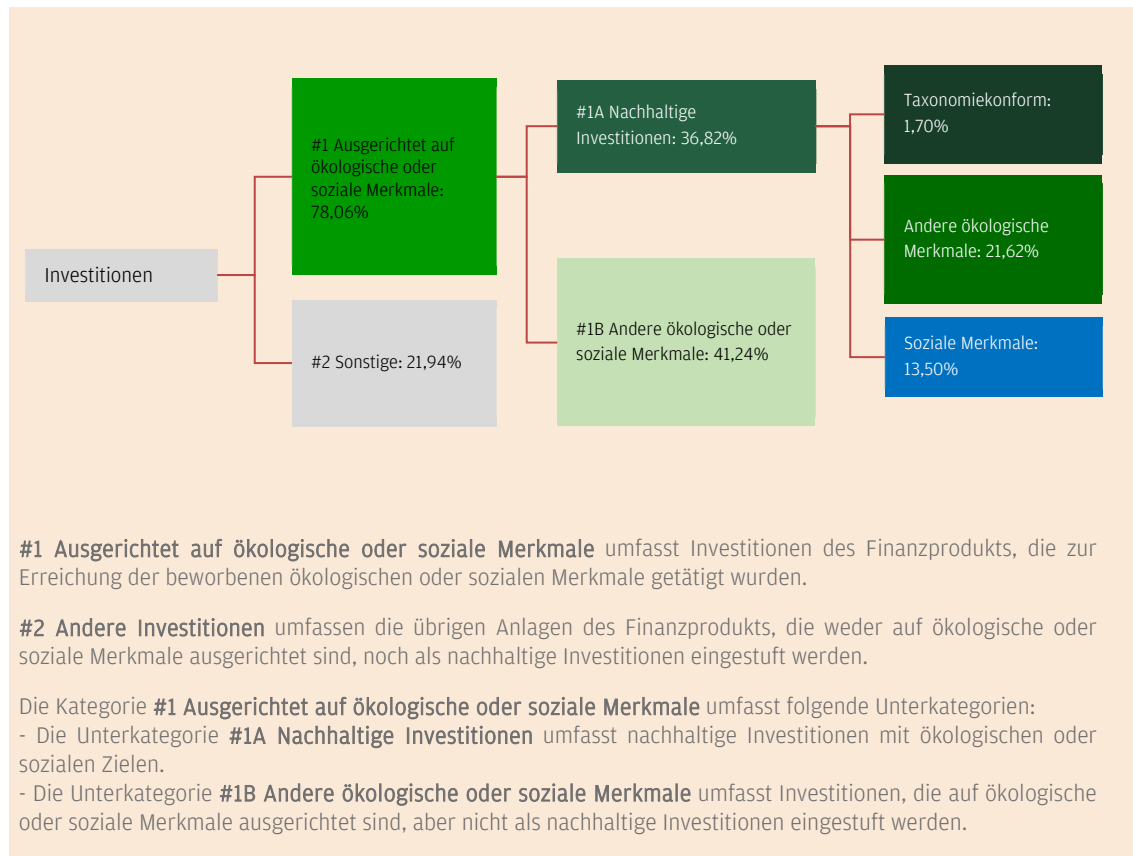 Investitionen
#1 Ausgerichtet auf
ökologische oder
soziale Merkmale:
78,06%
#2 Sonstige: 21,94%
#1A Nachhaltige
Investitionen: 36,82%
#1B Andere ökologische oder
soziale Merkmale: 41,24%
Taxonomiekonform:
1,70%
Andere ökologische
Merkmale: 21,62%
Soziale Merkmale:
13,50%
#1 Ausgerichtet auf ökologische oder soziale Merkmale umfasst Investitionen des Finanzprodukts, die zur
Erreichung der beworbenen ökologischen oder sozialen Merkmale getätigt wurden.
#2 Andere Investitionen umfassen die übrigen Anlagen des Finanzprodukts, die weder auf ökologische oder
soziale Merkmale ausgerichtet sind, noch als nachhaltige Investitionen eingestuft werden.
Die Kategorie #1 Ausgerichtet auf ökologische oder soziale Merkmale umfasst folgende Unterkategorien:
- Die Unterkategorie #1A Nachhaltige Investitionen umfasst nachhaltige Investitionen mit ökologischen oder
sozialen Zielen.
- Die Unterkategorie #1B Andere ökologische oder soziale Merkmale umfasst Investitionen, die auf ökologische
oder soziale Merkmale ausgerichtet sind, aber nicht als nachhaltige Investitionen eingestuft werden.